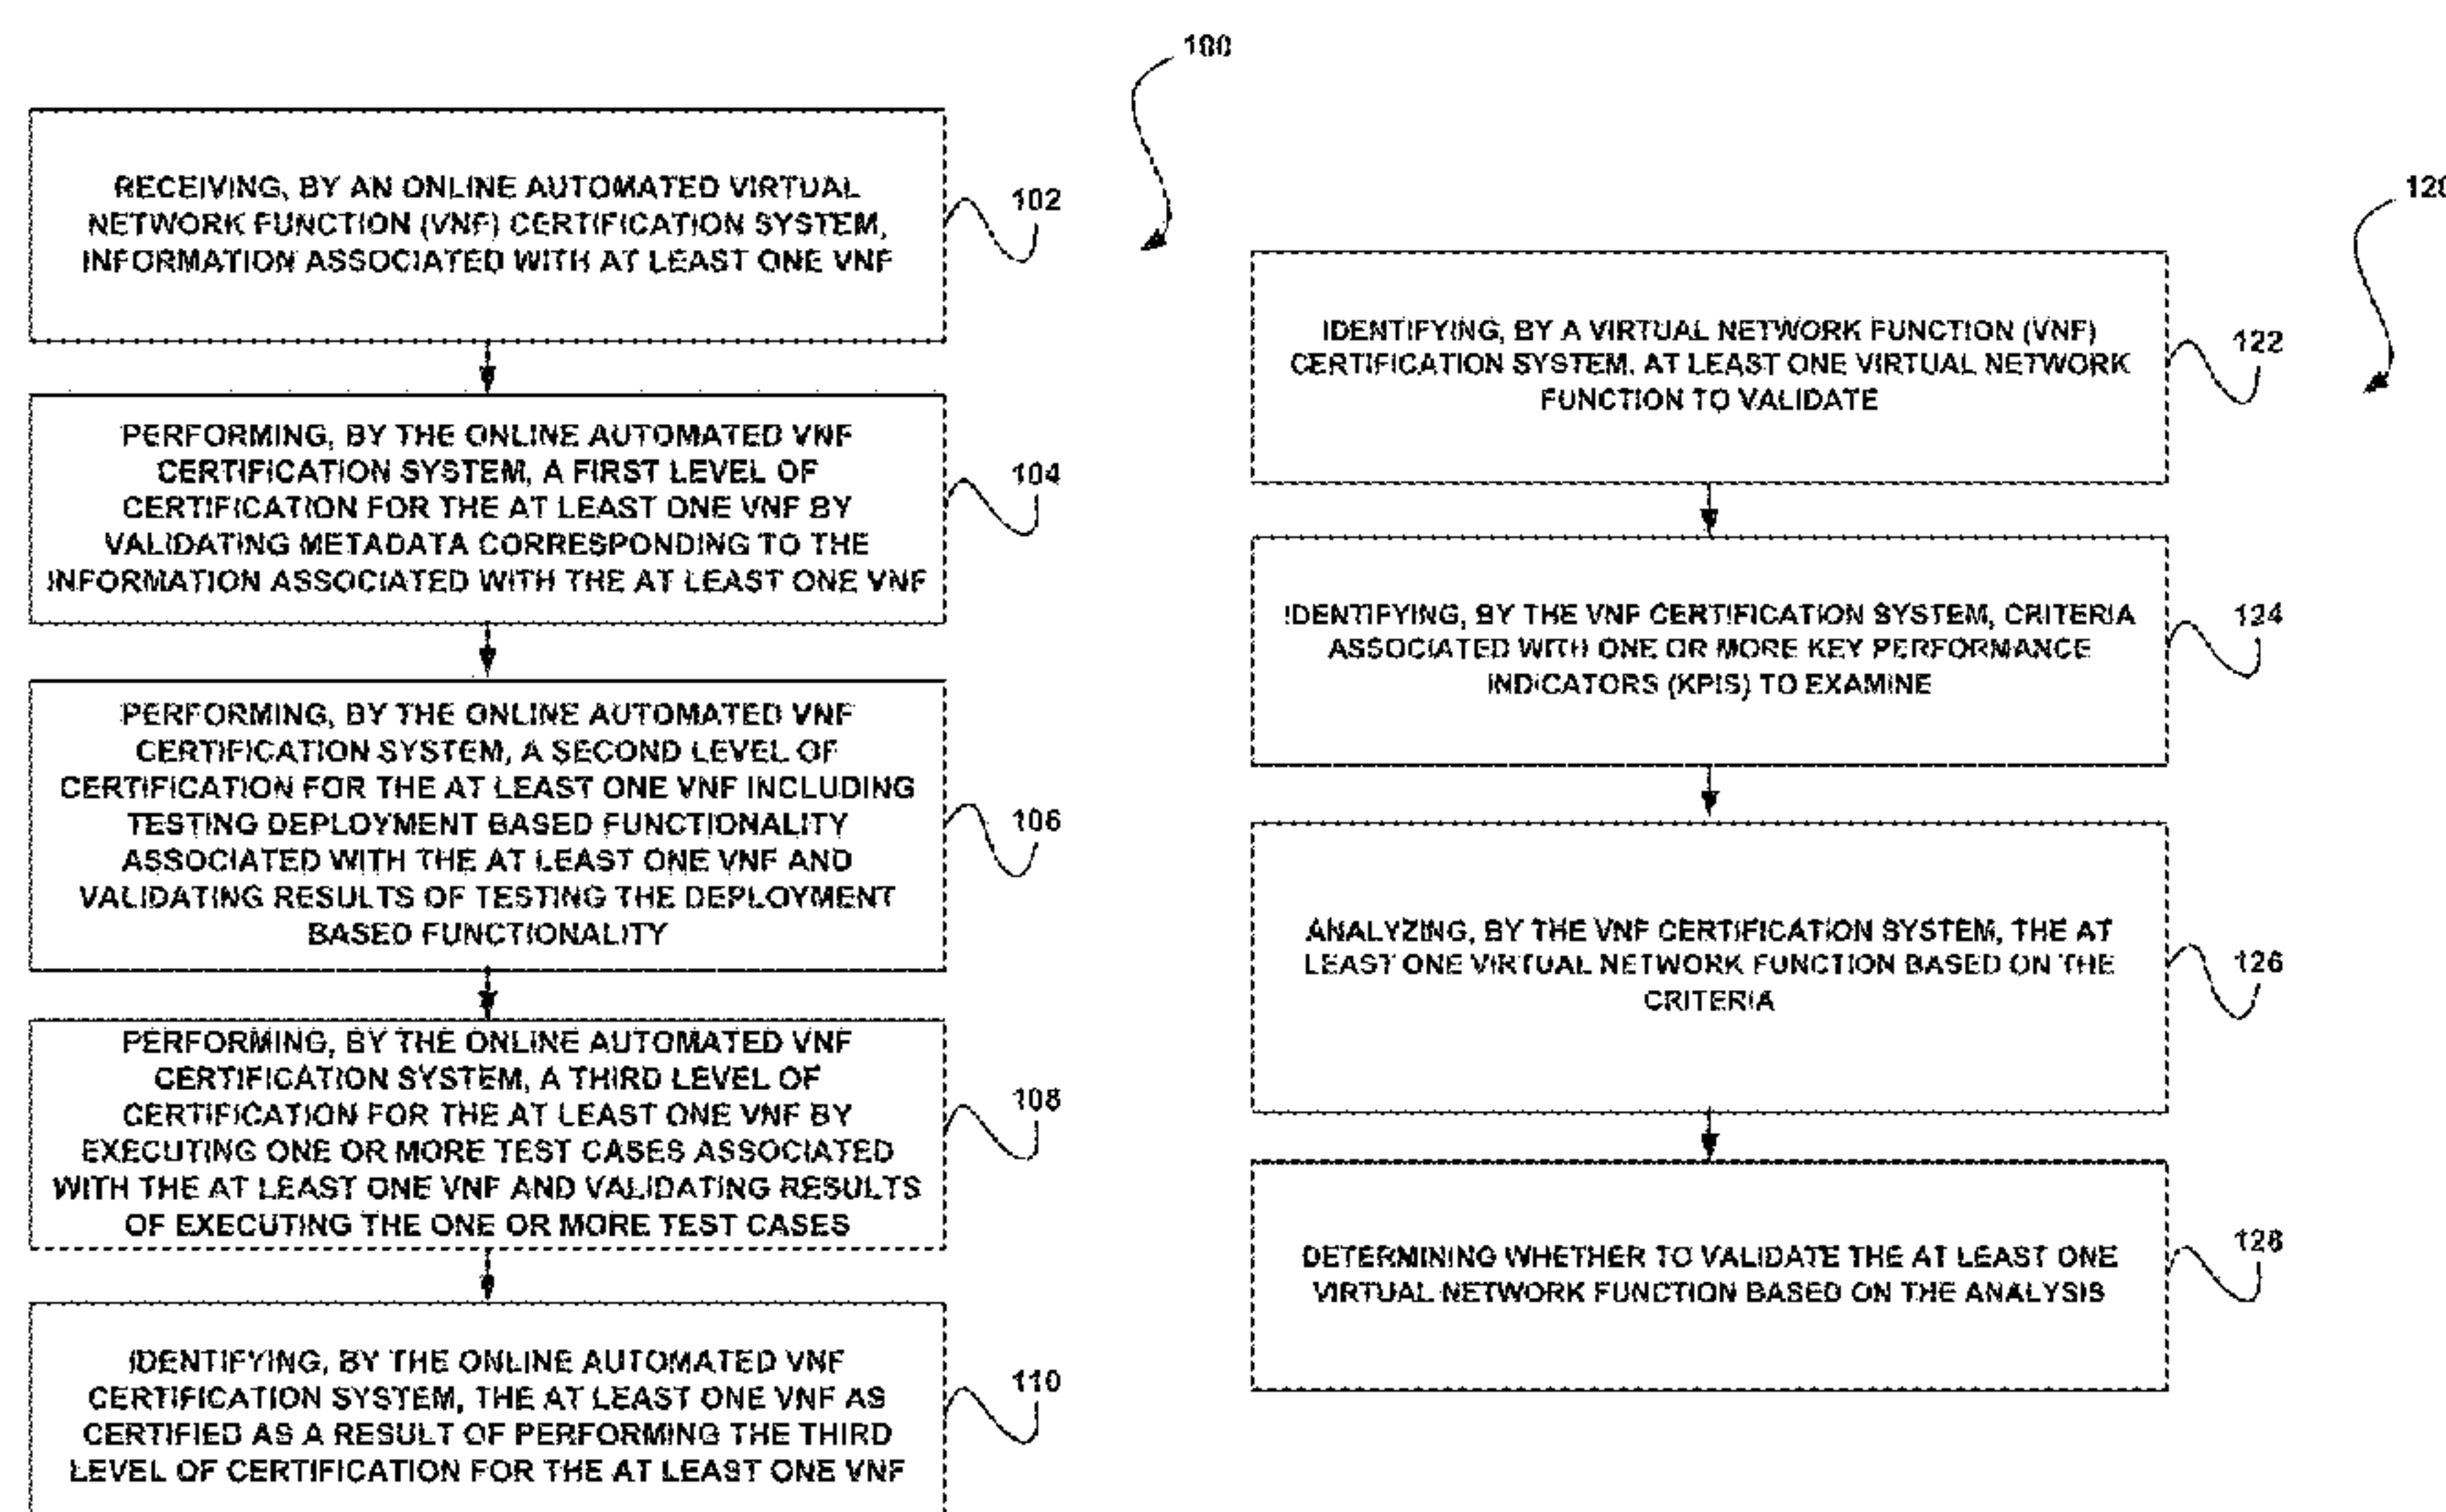 100
RECEIVING, BY AN ONLINE AUTOMATED VIRTUAL
NETWORK FUNCTION (VNF) CERTIFICATION SYSTEM,
INFORMATION ASSOCIATED WITH AT LEAST ONE VNF
102
PERFORMING, BY THE ONLINE AUTOMATED VNF
CERTIFICATION SYSTEM, A FIRST LEVEL OF
CERTIFICATION FOR THE AT LEAST ONE VNF BY
VALIDATING METADATA CORRESPONDING TO THE
INFORMATION ASSOCIATED WITH THE AT LEAST ONE VNF
104
PERFORMING, BY THE ONLINE AUTOMATED VNF
CERTIFICATION SYSTEM, A SECOND LEVEL OF
CERTIFICATION FOR THE AT LEAST ONE VNF INCLUDING
TESTING DEPLOYMENT BASED FUNCTIONALITY
ASSOCIATED WITH THE AT LEAST ONE VNF AND
VALIDATING RESULTS OF TESTING THE DEPLOYMENT
BASED FUNCTIONALITY
106
PERFORMING, BY THE ONLINE AUTOMATED VNF
CERTIFICATION SYSTEM, A THIRD LEVEL OF
CERTIFICATION FOR THE AT LEAST ONE VNF BY
EXECUTING ONE OR MORE TEST CASES ASSOCIATED
WITH THE AT LEAST ONE VNF AND VALIDATING RESULTS
OF EXECUTING THE ONE OR MORE TEST CASES
108
IDENTIFYING, BY THE ONLINE AUTOMATED VNF
CERTIFICATION SYSTEM, THE AT LEAST ONE VNF AS
CERTIFIED AS A RESULT OF PERFORMING THE THIRD
LEVEL OF CERTIFICATION FOR THE AT LEAST ONE VNF
110
120
IDENTIFYING, BY A VIRTUAL NETWORK FUNCTION (VNF)
CERTIFICATION SYSTEM, AT LEAST ONE VIRTUAL NETWORK
FUNCTION TO VALIDATE
122
IDENTIFYING, BY THE VNF CERTIFICATION SYSTEM, CRITERIA
ASSOCIATED WITH ONE OR MORE KEY PERFORMANCE
INDICATORS (KPIS) TO EXAMINE
124
ANALYZING, BY THE VNF CERTIFICATION SYSTEM, THE AT
LEAST ONE VIRTUAL NETWORK FUNCTION BASED ON THE
CRITERIA
126
DETERMINING WHETHER TO VALIDATE THE AT LEAST ONE
VIRTUAL NETWORK FUNCTION BASED ON THE ANALYSIS
128